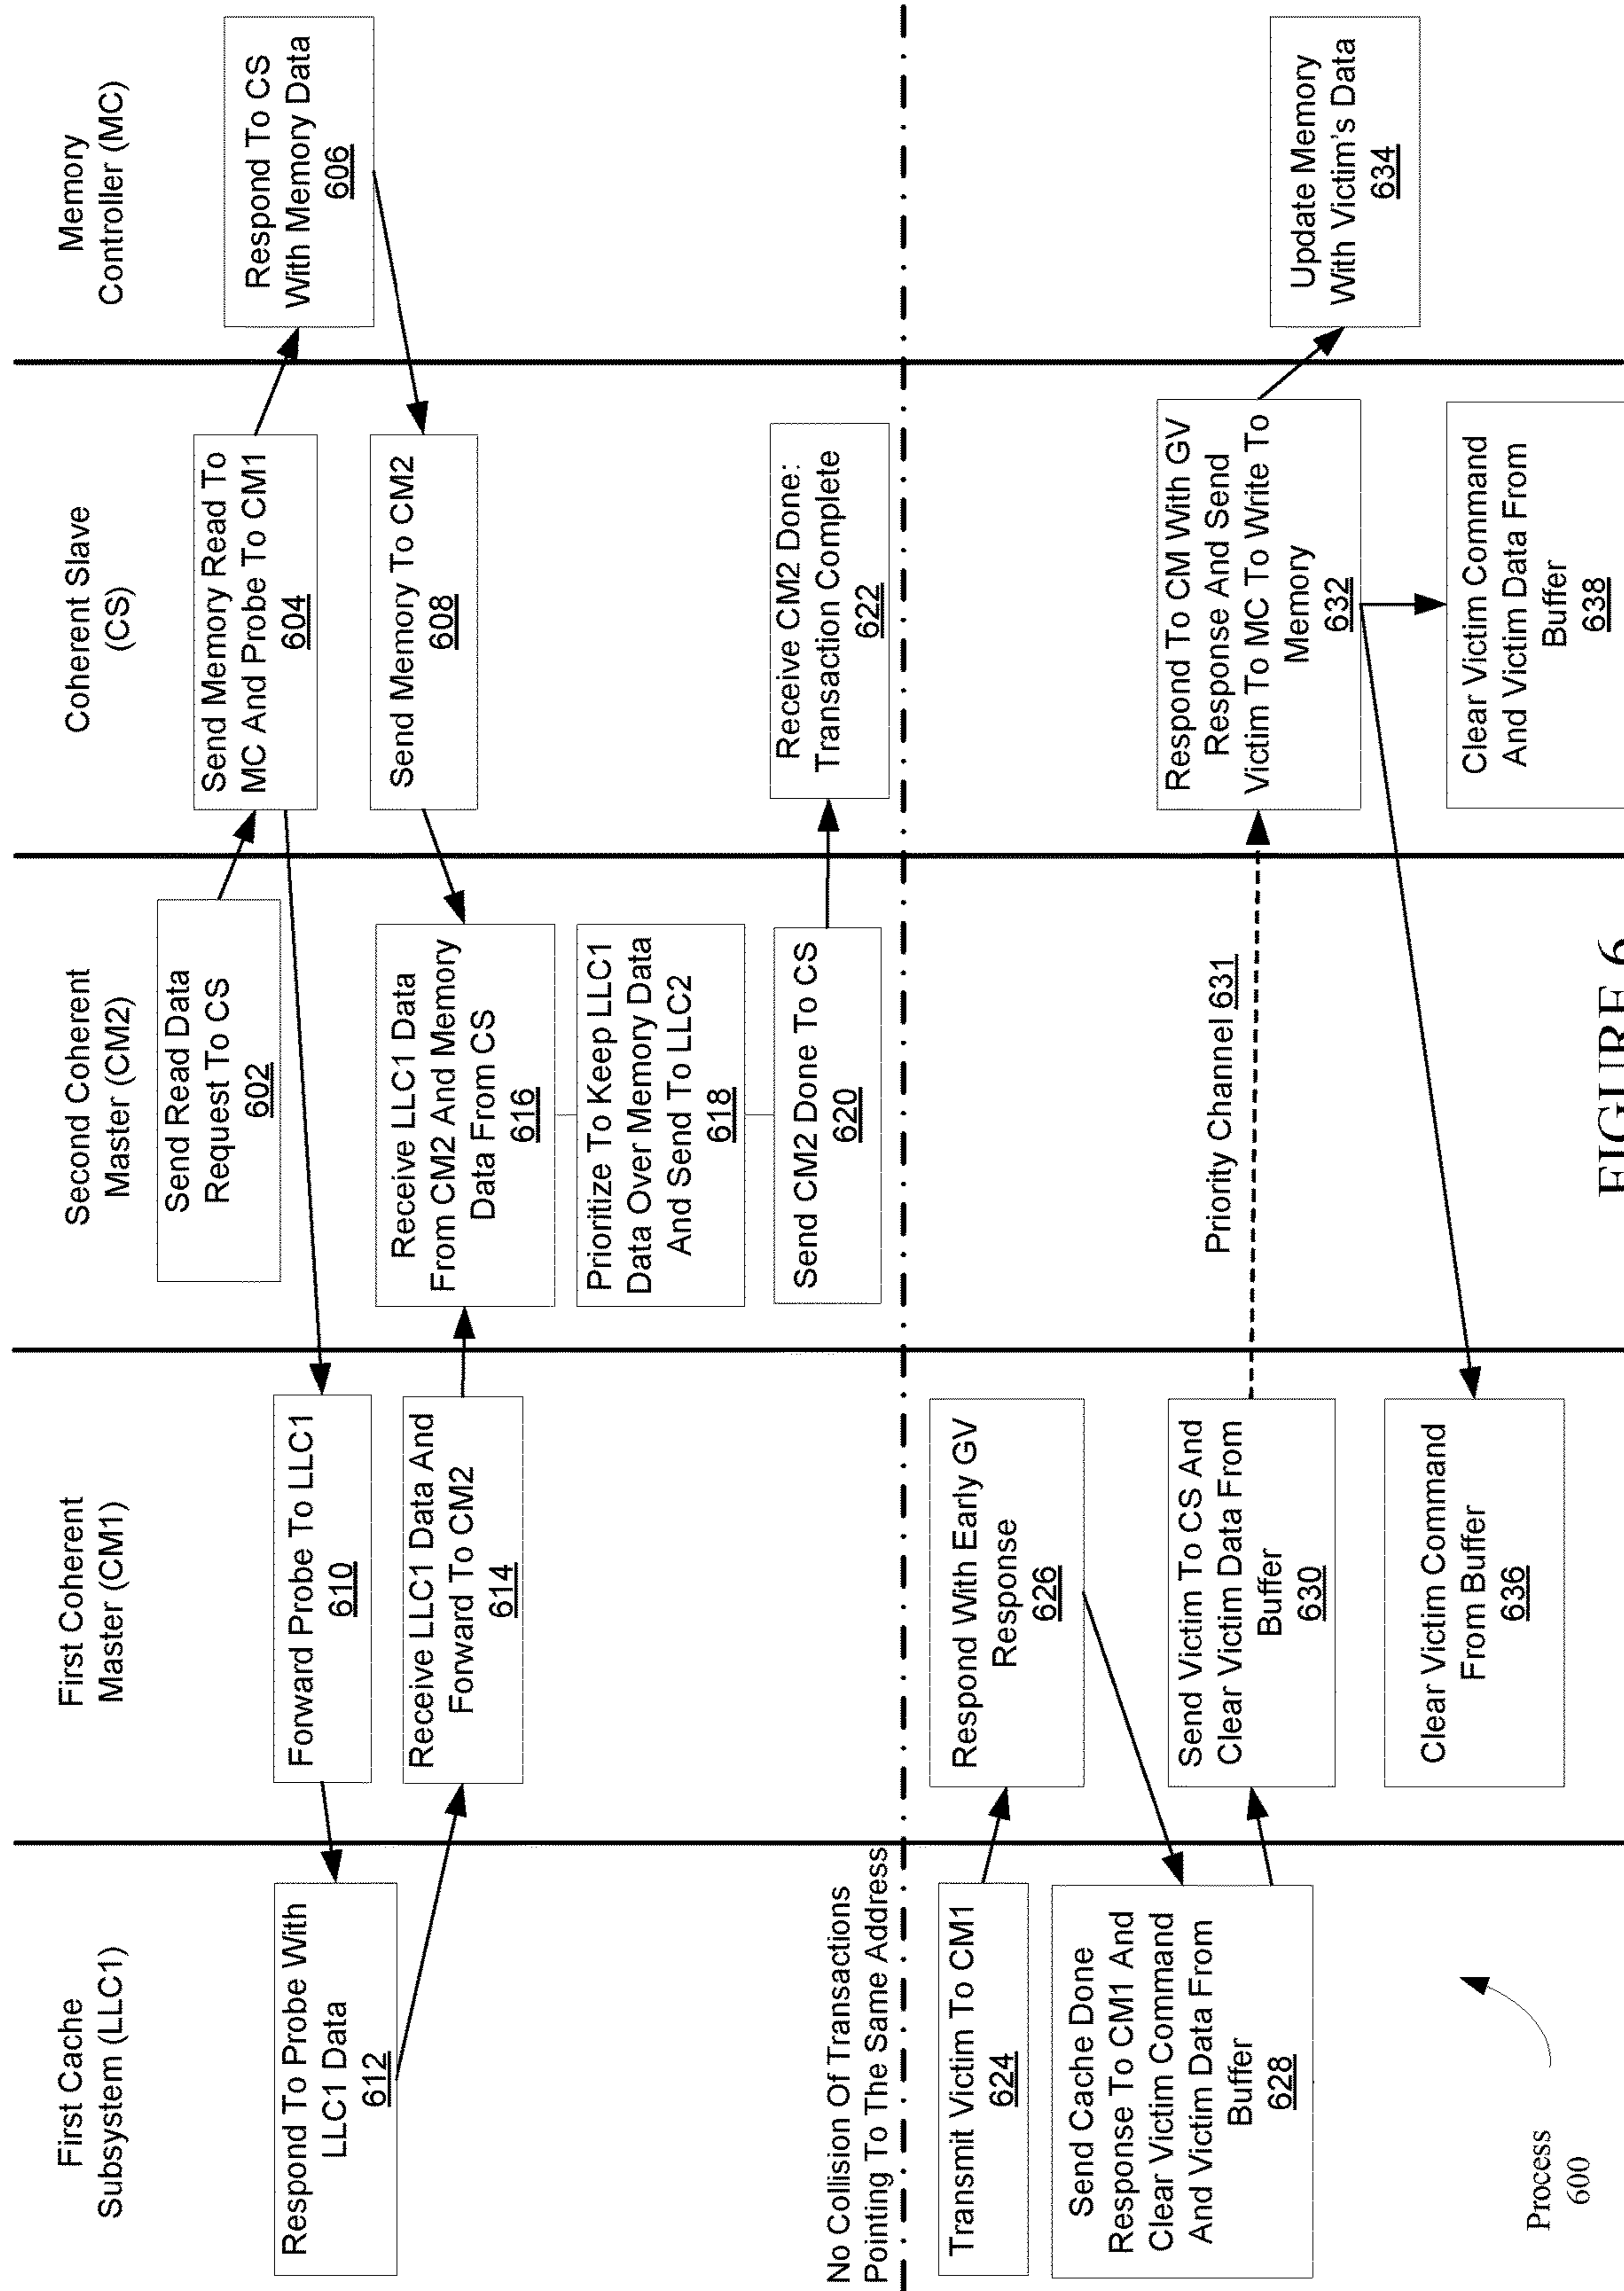 First Cache
Subsystem (LLC1)
First Coherent
Master (CM1)
Second Coherent
Master (CM2)
Coherent Slave
(CS)
Memory
Controller (MC)
Send Read Data
Request To CS
602
Send Memory Read To
MC And Probe To CM1
604
Respond To CS
With Memory Data
606
Send Memory To CM2
608
Forward Probe To LLC1
610
Respond To Probe With
LLC1 Data
612
Receive LLC1 Data And
Forward To CM2
614
Receive LLC1 Data
From CM2 And Memory
Data From CS
616
Prioritize To Keep LLC1
Data Over Memory Data
And Send To LLC2
618
Send CM2 Done To CS
620
Receive CM2 Done:
Transaction Complete
622
No Collision Of Transactions
Pointing To The Same Address
Transmit Victim To CM1
624
Respond With Early GV
Response
626
Send Cache Done
Response To CM1 And
Clear Victim Command
And Victim Data From
Buffer
628
Send Victim To CS And
Clear Victim Data From
Buffer
630
Priority Channel 631
Respond To CM With GV
Response And Send
Victim To MC To Write To
Memory
632
Update Memory
With Victim's Data
634
Clear Victim Command
From Buffer
636
Clear Victim Command
And Victim Data From
Buffer
638
Process
600
FIGURE 6